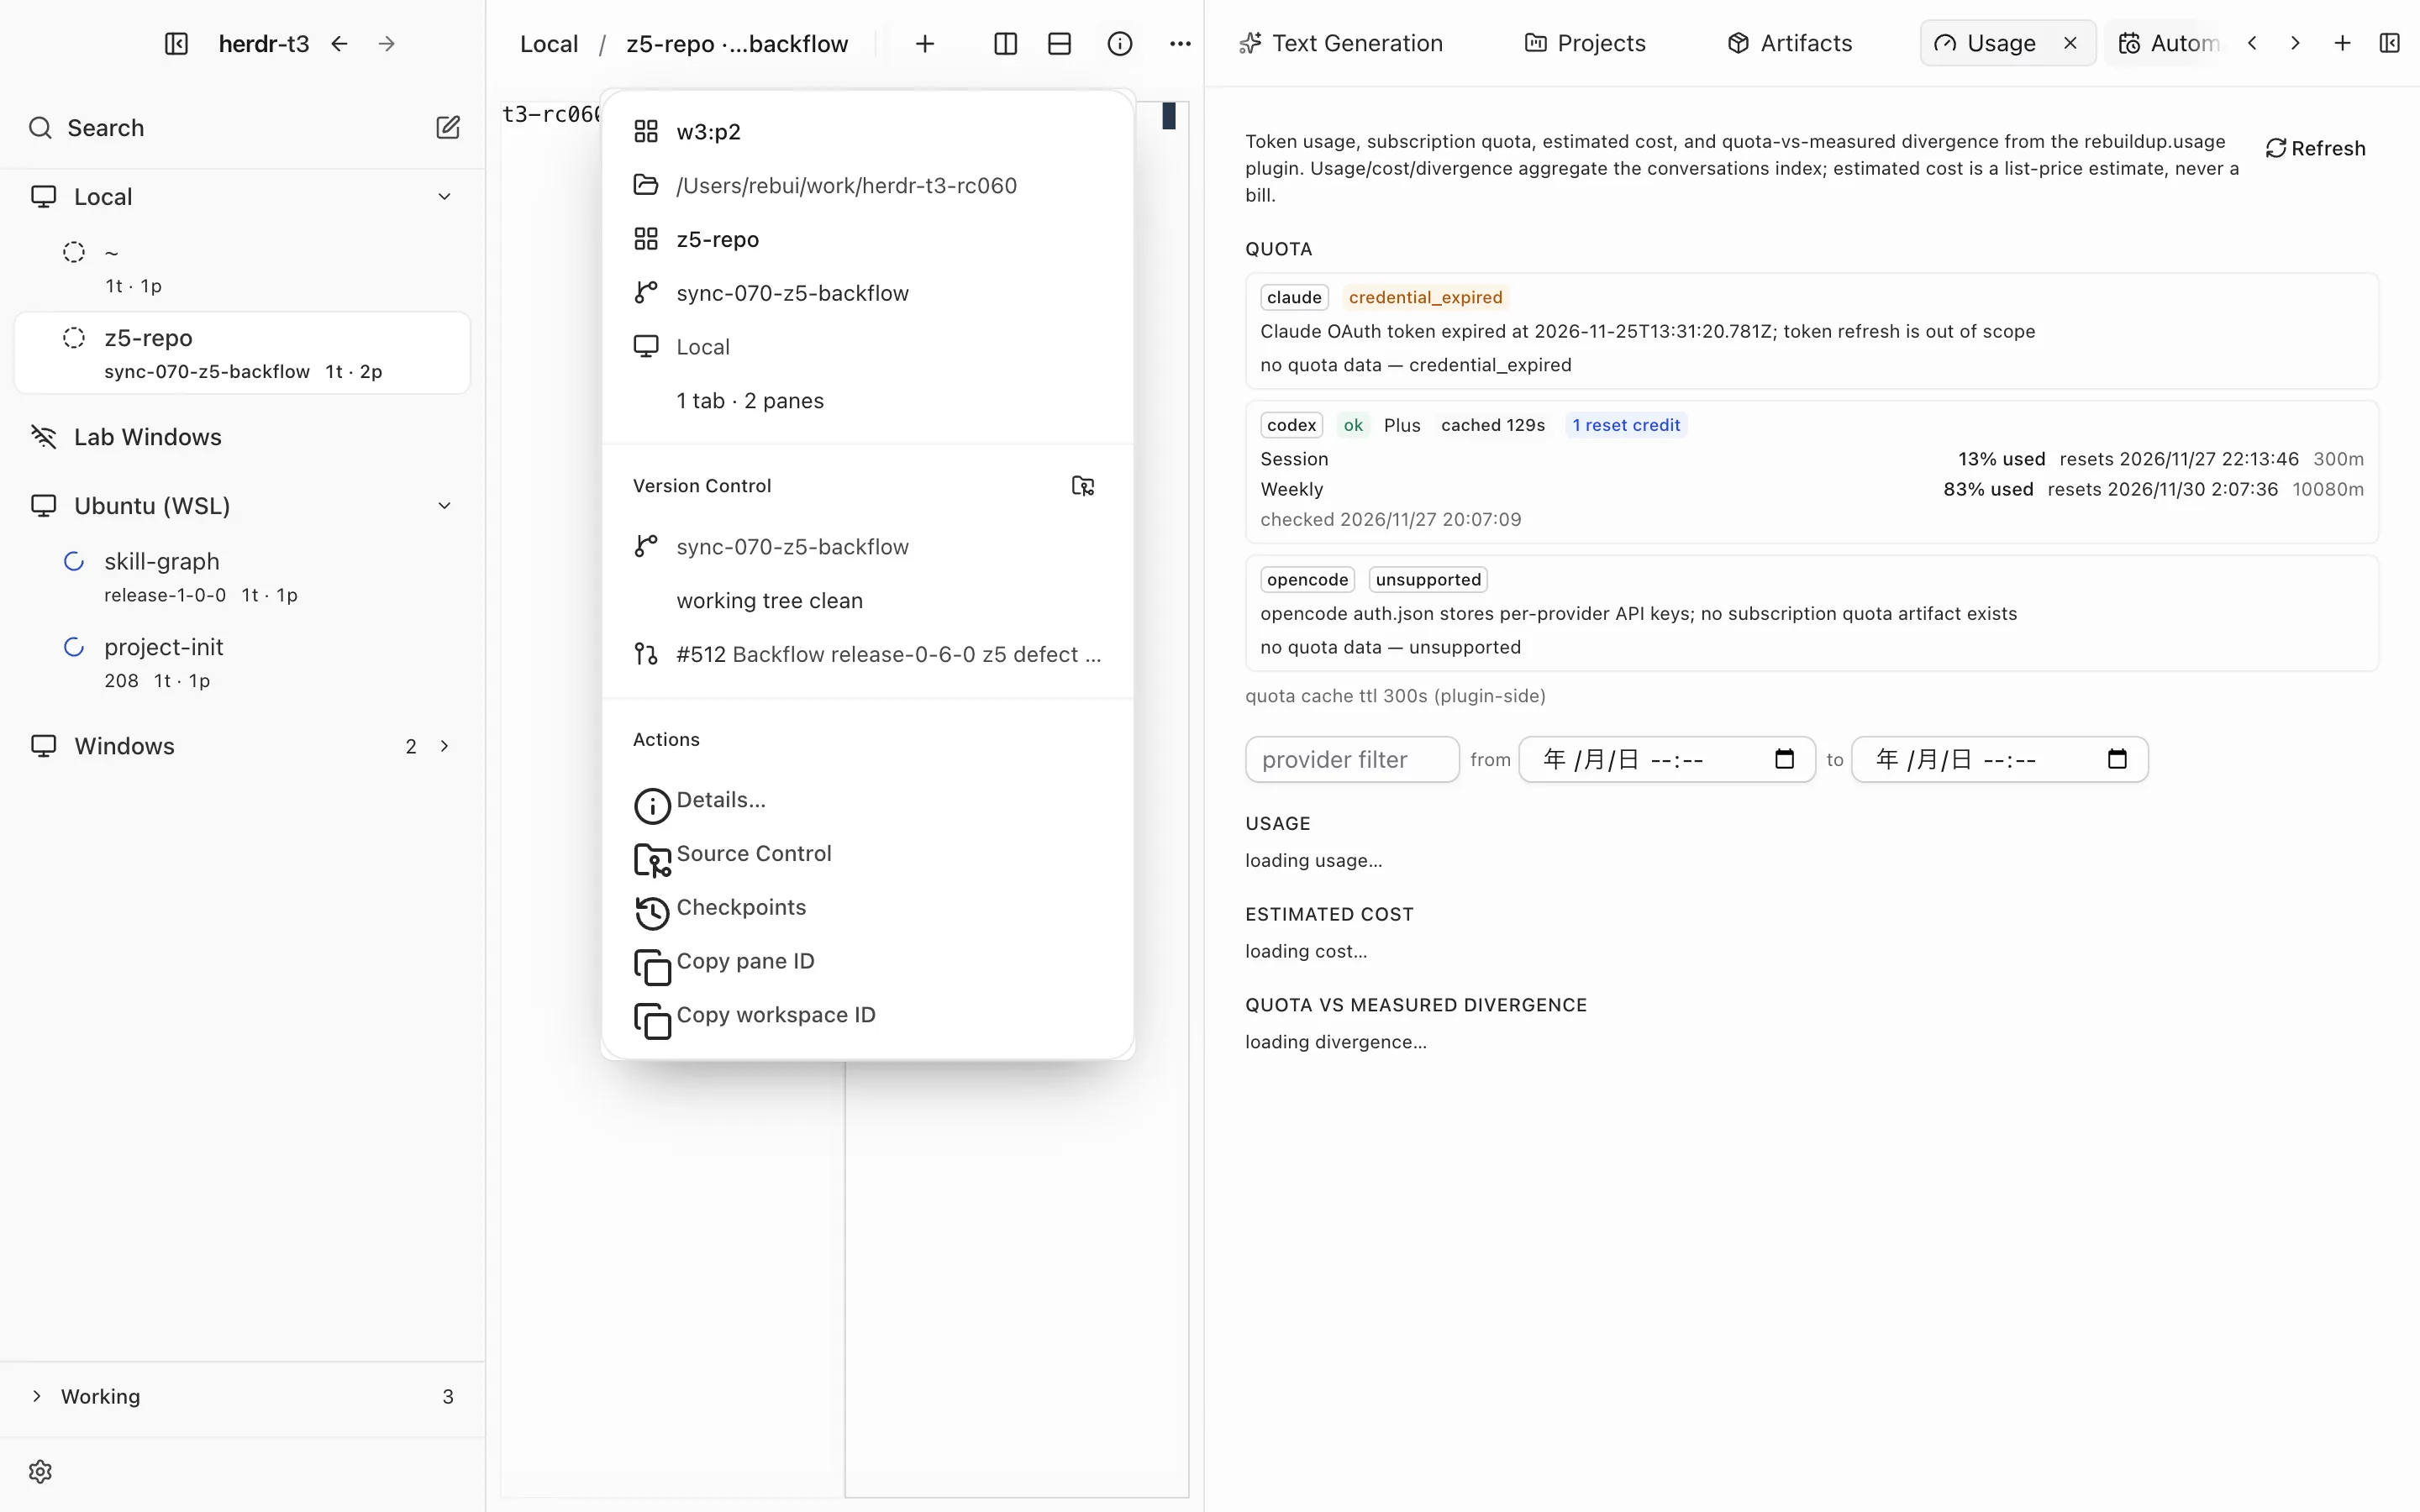 herdr-t3
Search
Local
~
1t · 1p
z5-repo
sync-070-z5-backflow 1t · 2p
Lab Windows
Ubuntu (WSL)
skill-graph
release-1-0-0 1t · 1p
project-init
208 1t · 1p
Windows 2
Working 3
Local / z5-repo ·...backflow
t3-rc060
w3:p2
/Users/rebui/work/herdr-t3-rc060
z5-repo
sync-070-z5-backflow
Local
1 tab · 2 panes
Version Control
sync-070-z5-backflow
working tree clean
#512 Backflow release-0-6-0 z5 defect ...
Actions
Details...
Source Control
Checkpoints
Copy pane ID
Copy workspace ID
Text Generation Projects Artifacts Usage Autom
Token usage, subscription quota, estimated cost, and quota-vs-measured divergence from the rebuildup.usage
plugin. Usage/cost/divergence aggregate the conversations index; estimated cost is a list-price estimate, never a
bill.
Refresh
QUOTA
claude credential_expired
Claude OAuth token expired at 2026-11-25T13:31:20.781Z; token refresh is out of scope
no quota data — credential_expired
codex ok Plus cached 129s 1 reset credit
Session 13% used resets 2026/11/27 22:13:46 300m
Weekly 83% used resets 2026/11/30 2:07:36 10080m
checked 2026/11/27 20:07:09
opencode unsupported
opencode auth.json stores per-provider API keys; no subscription quota artifact exists
no quota data — unsupported
quota cache ttl 300s (plugin-side)
provider filter from 年 /月/日 --:-- to 年 /月/日 --:--
USAGE
loading usage...
ESTIMATED COST
loading cost...
QUOTA VS MEASURED DIVERGENCE
loading divergence...